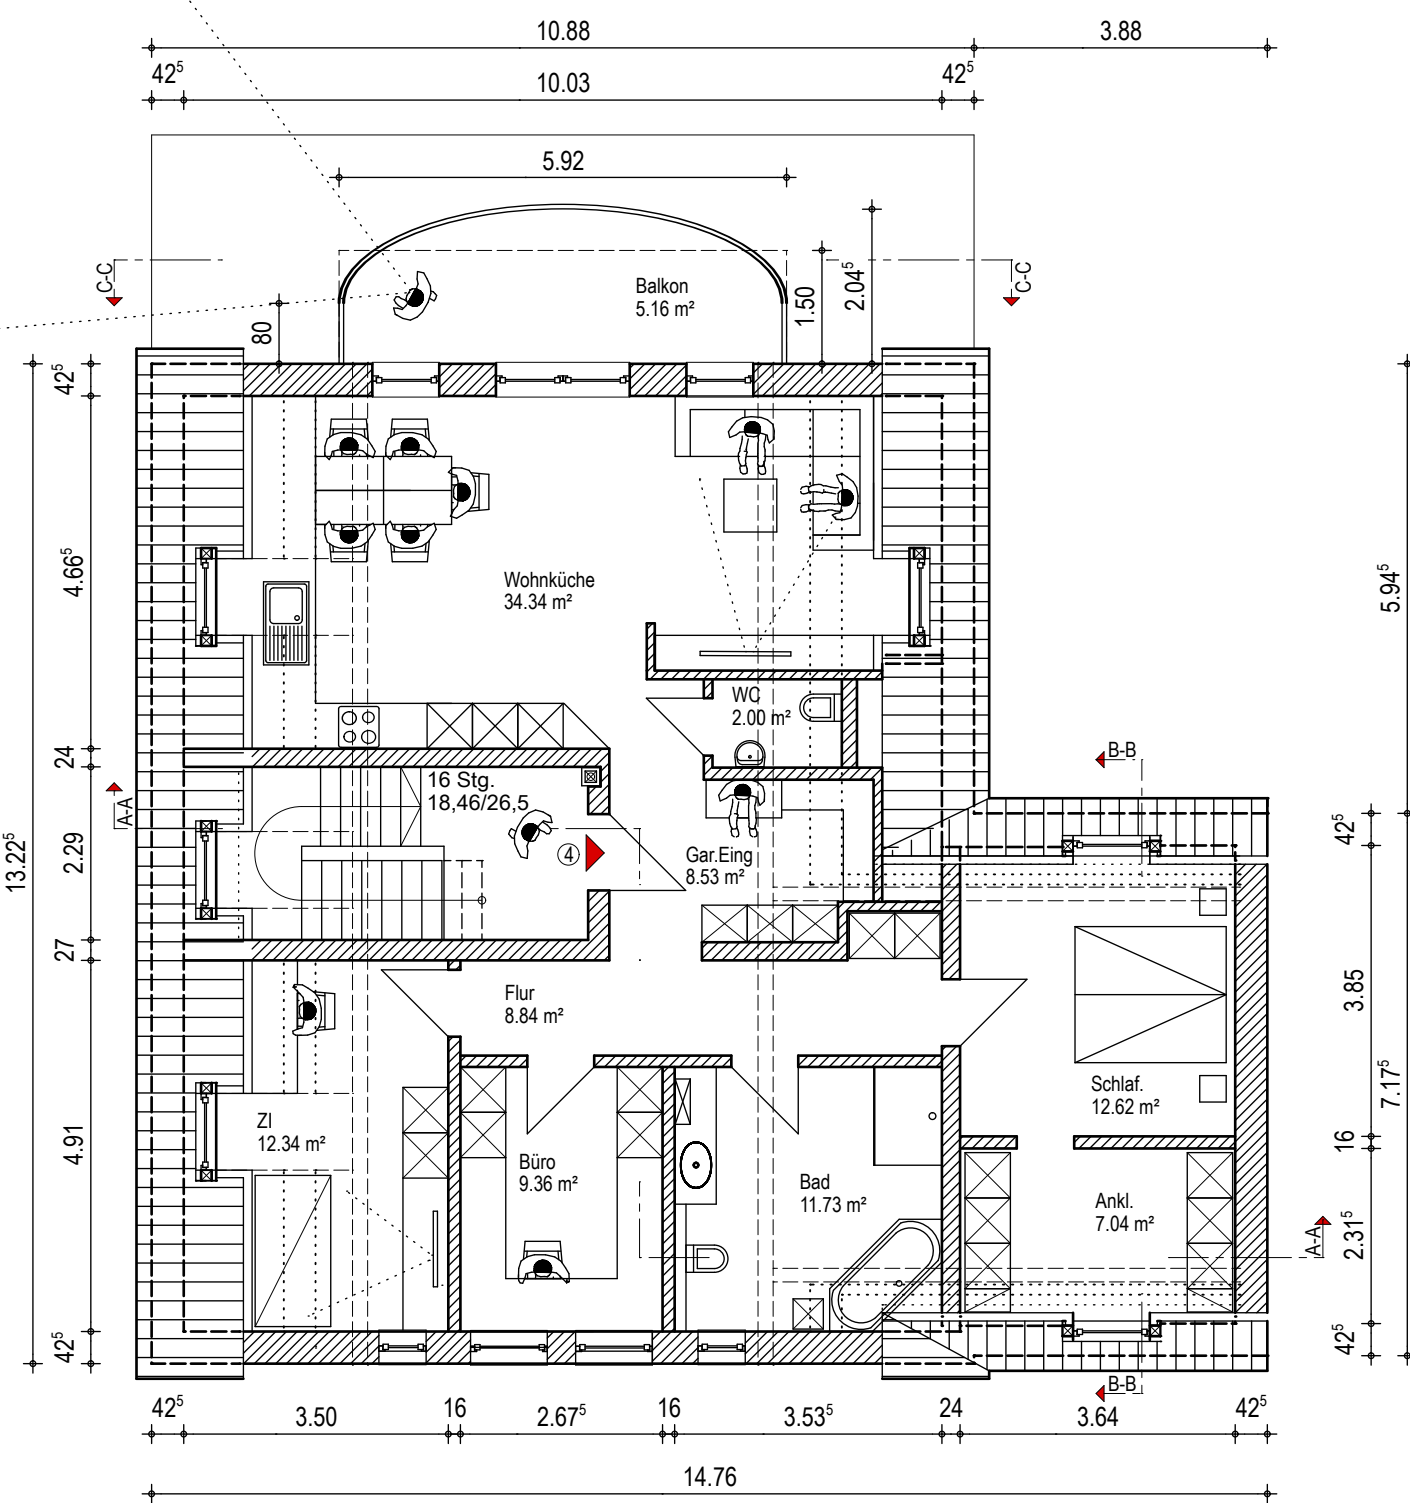 10.88
3.88
42⁵
10.03
42⁵
5.92
C-C
C-C
Balkon
5.16 m²
80
1.50
2.04⁵
42⁵
4.66⁵
24
2.29
27
4.91
42⁵
13.22⁵
Wohnküche
34.34 m²
WC
2.00 m²
16 Stg.
18,46/26,5
4
Gar.Eing
8.53 m²
A-A
B-B
5.94⁵
42⁵
3.85
16
2.31⁵
42⁵
7.17⁵
Flur
8.84 m²
ZI
12.34 m²
Büro
9.36 m²
Bad
11.73 m²
Schlaf.
12.62 m²
Ankl.
7.04 m²
A-A
B-B
42⁵
3.50
16
2.67⁵
16
3.53⁵
24
3.64
42⁵
14.76